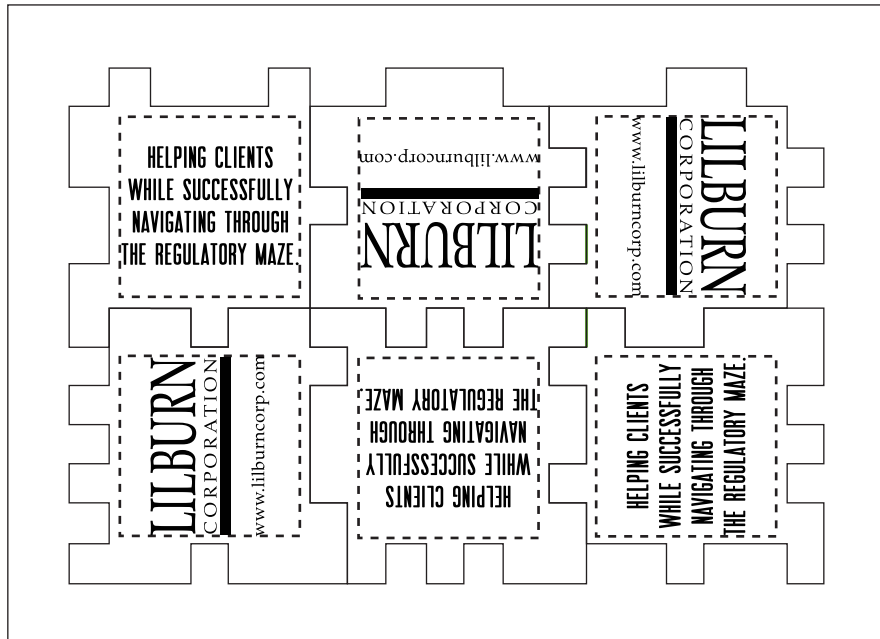 HELPING CLIENTS
WHILE SUCCESSFULLY
NAVIGATING THROUGH
THE REGULATORY MAZE.
LILBURN
CORPORATION
www.lilburncorp.com
LILBURN
CORPORATION
www.lilburncorp.com
LILBURN
CORPORATION
www.lilburncorp.com
HELPING CLIENTS
WHILE SUCCESSFULLY
NAVIGATING THROUGH
THE REGULATORY MAZE.
HELPING CLIENTS
WHILE SUCCESSFULLY
NAVIGATING THROUGH
THE REGULATORY MAZE.